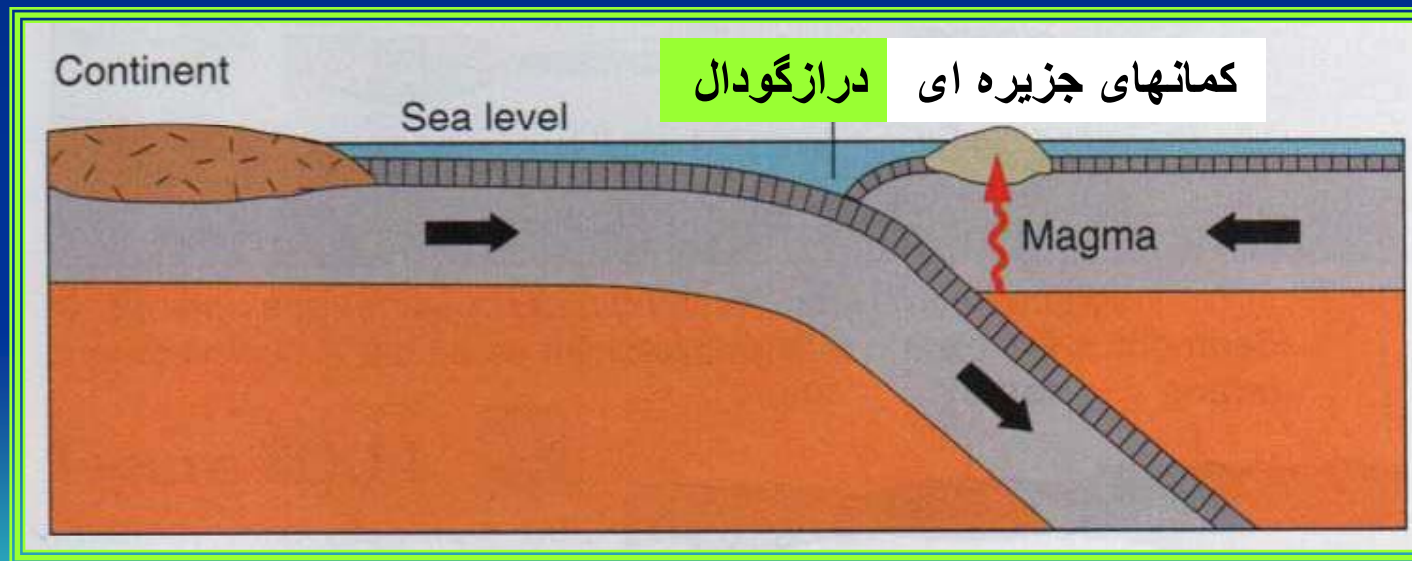 کمانهای جزیره ای
درازگودال
Continent
Sea level
Magma